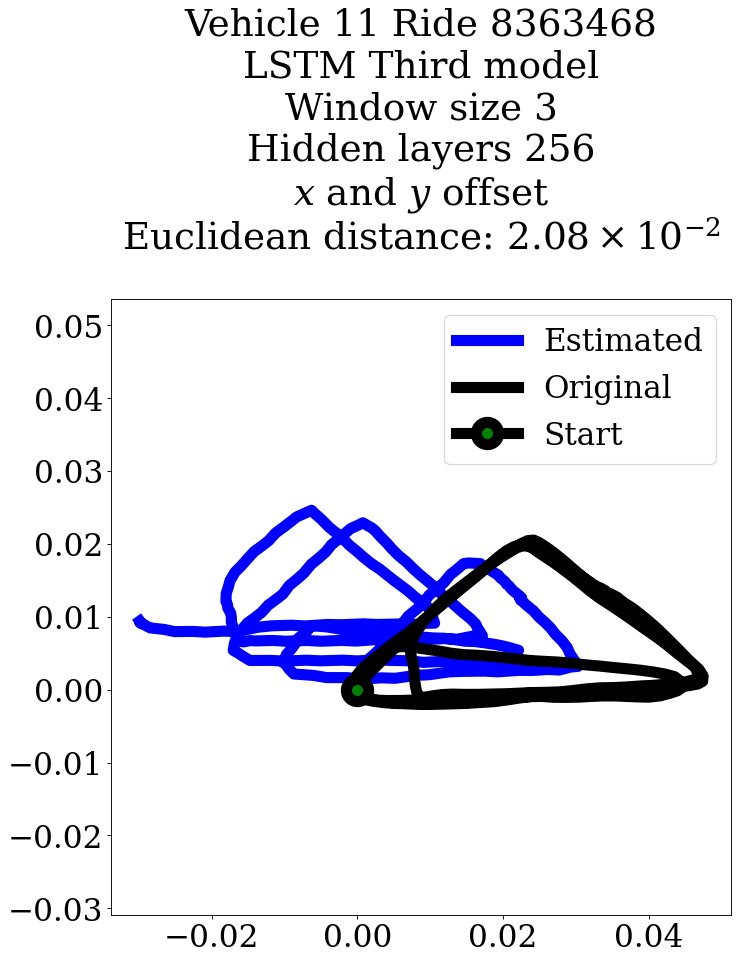 Vehicle 11 Ride 8363468
LSTM Third model
Window size 3
Hidden layers 256
x and y offset
Euclidean distance: 2.08 × 10⁻²
Estimated
Original
Start
0.05
0.04
0.03
0.02
0.01
0.00
−0.01
−0.02
−0.03
−0.02 0.00 0.02 0.04